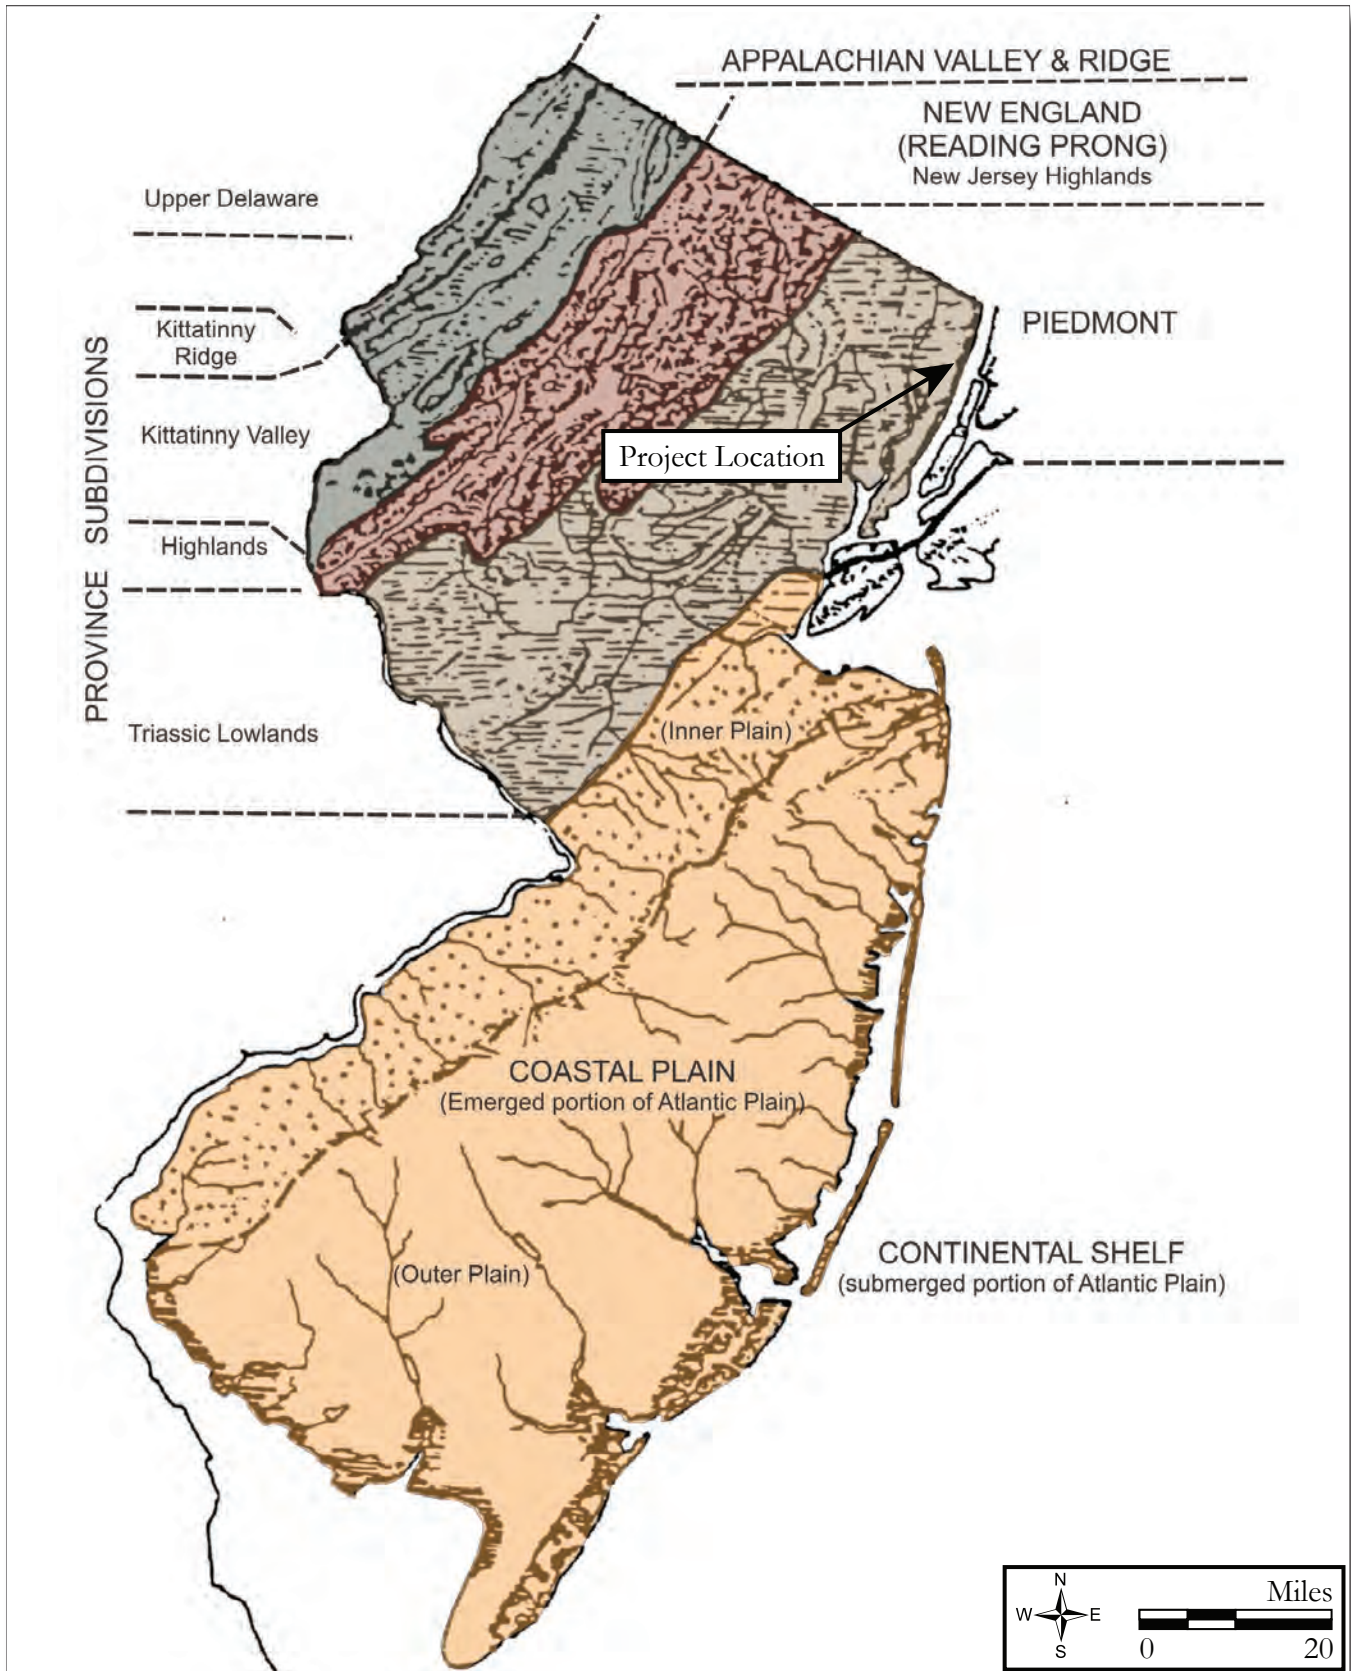 APPALACHIAN VALLEY & RIDGE
NEW ENGLAND
(READING PRONG)
New Jersey Highlands
Upper Delaware
Kittatinny
Ridge
PIEDMONT
PROVINCE SUBDIVISIONS
Kittatinny Valley
Project Location
Highlands
Triassic Lowlands
(Inner Plain)
COASTAL PLAIN
(Emerged portion of Atlantic Plain)
CONTINENTAL SHELF
(submerged portion of Atlantic Plain)
(Outer Plain)
N
W
E
S
Miles
0
20